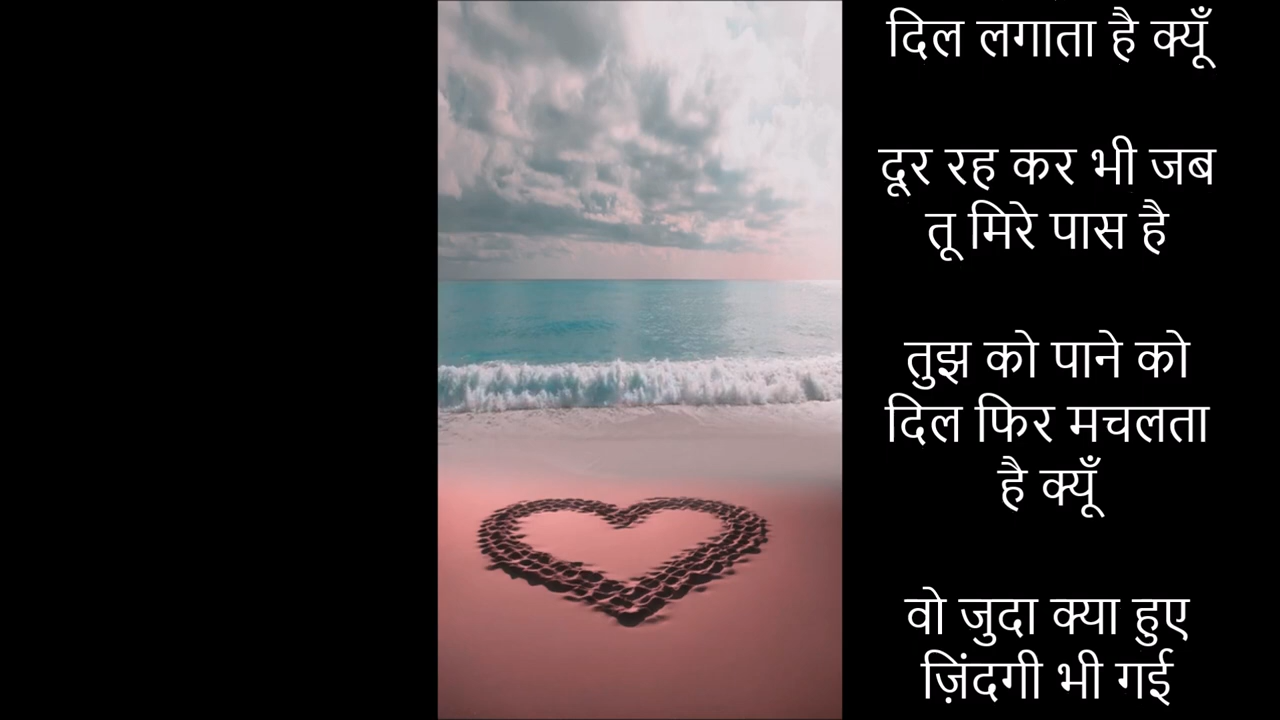 दिल लगाता है क्यूँ
दूर रह कर भी जब
तू मिरे पास है
तुझ को पाने को
दिल फिर मचलता
है क्यूँ
वो जुदा क्या हुए
ज़िंदगी भी गई